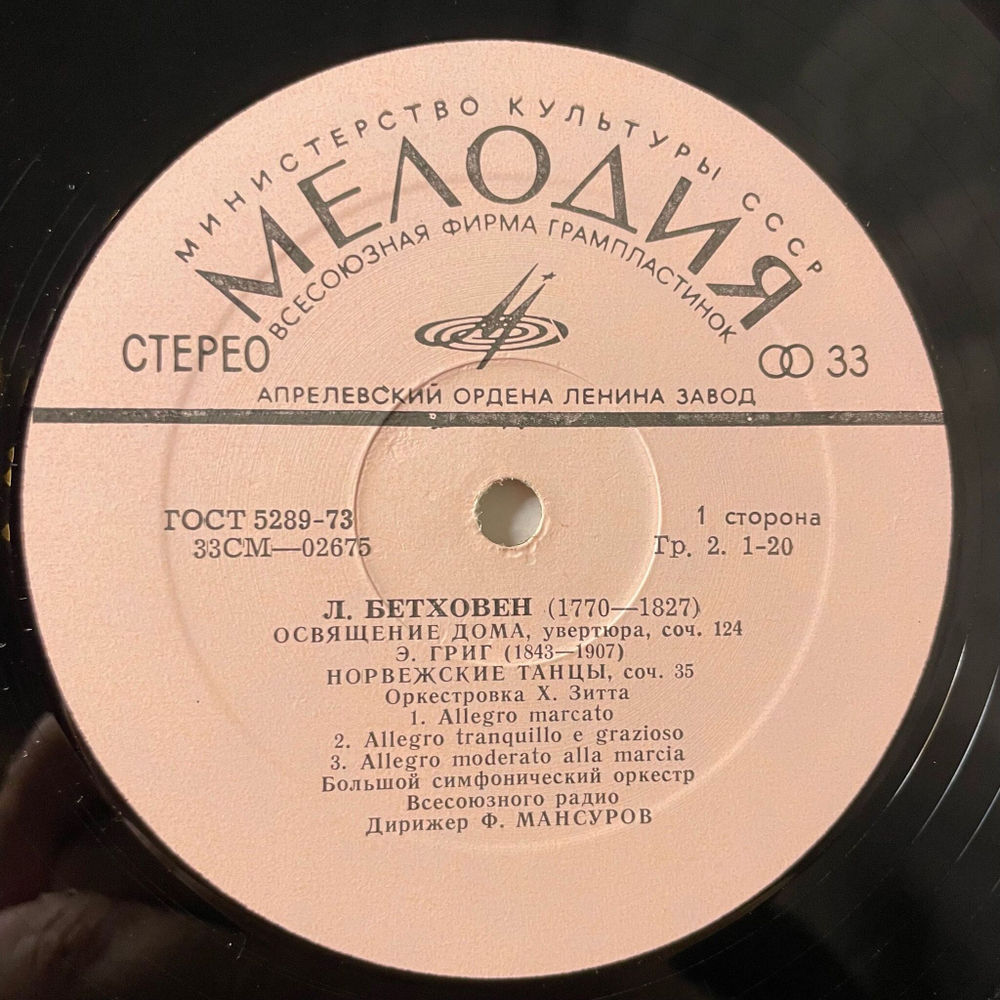 МИНИСТЕРСТВО КУЛЬТУРЫ СССР
МЕЛОДИЯ
ВСЕСОЮЗНАЯ ФИРМА ГРАМПЛАСТИНОК
СТЕРЕО
33
АПРЕЛЕВСКИЙ ОРДЕНА ЛЕНИНА ЗАВОД
ГОСТ 5289-73
33СМ—02675
1 сторона
Гр. 2. 1-20
Л. БЕТХОВЕН (1770—1827)
ОСВЯЩЕНИЕ ДОМА, увертюра, соч. 124
Э. ГРИГ (1843—1907)
НОРВЕЖСКИЕ ТАНЦЫ, соч. 35
Оркестровка Х. Зитта
1. Allegro marcato
2. Allegro tranquillo e grazioso
3. Allegro moderato alla marcia
Большой симфонический оркестр
Всесоюзного радио
Дирижер Ф. МАНСУРОВ